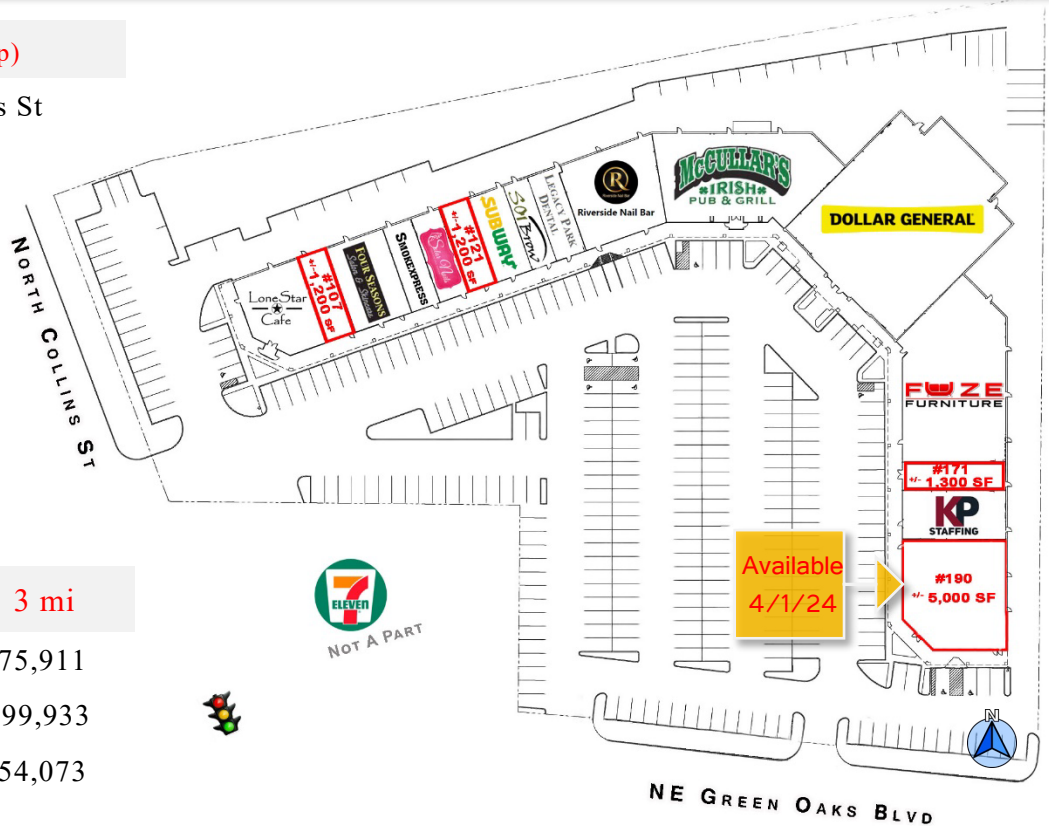 p)
s St
NORTH COLLINS ST
LoneStar
Cafe
#107
+/- 1,200 SF
FOUR SEASONS
SMOKEXPRESS
#121
+/- 1,200 SF
SUBWAY
SOI BROW
LEGACY PARK
DENTAL
R
Riverside Nail Bar
McCULLAR'S
IRISH
PUB & GRILL
DOLLAR GENERAL
FUZE
FURNITURE
#171
+/- 1,300 SF
KP
STAFFING
#190
+/- 5,000 SF
Available
4/1/24
7
ELEVEN
NOT A PART
3 mi
75,911
99,933
54,073
N
NE GREEN OAKS BLVD